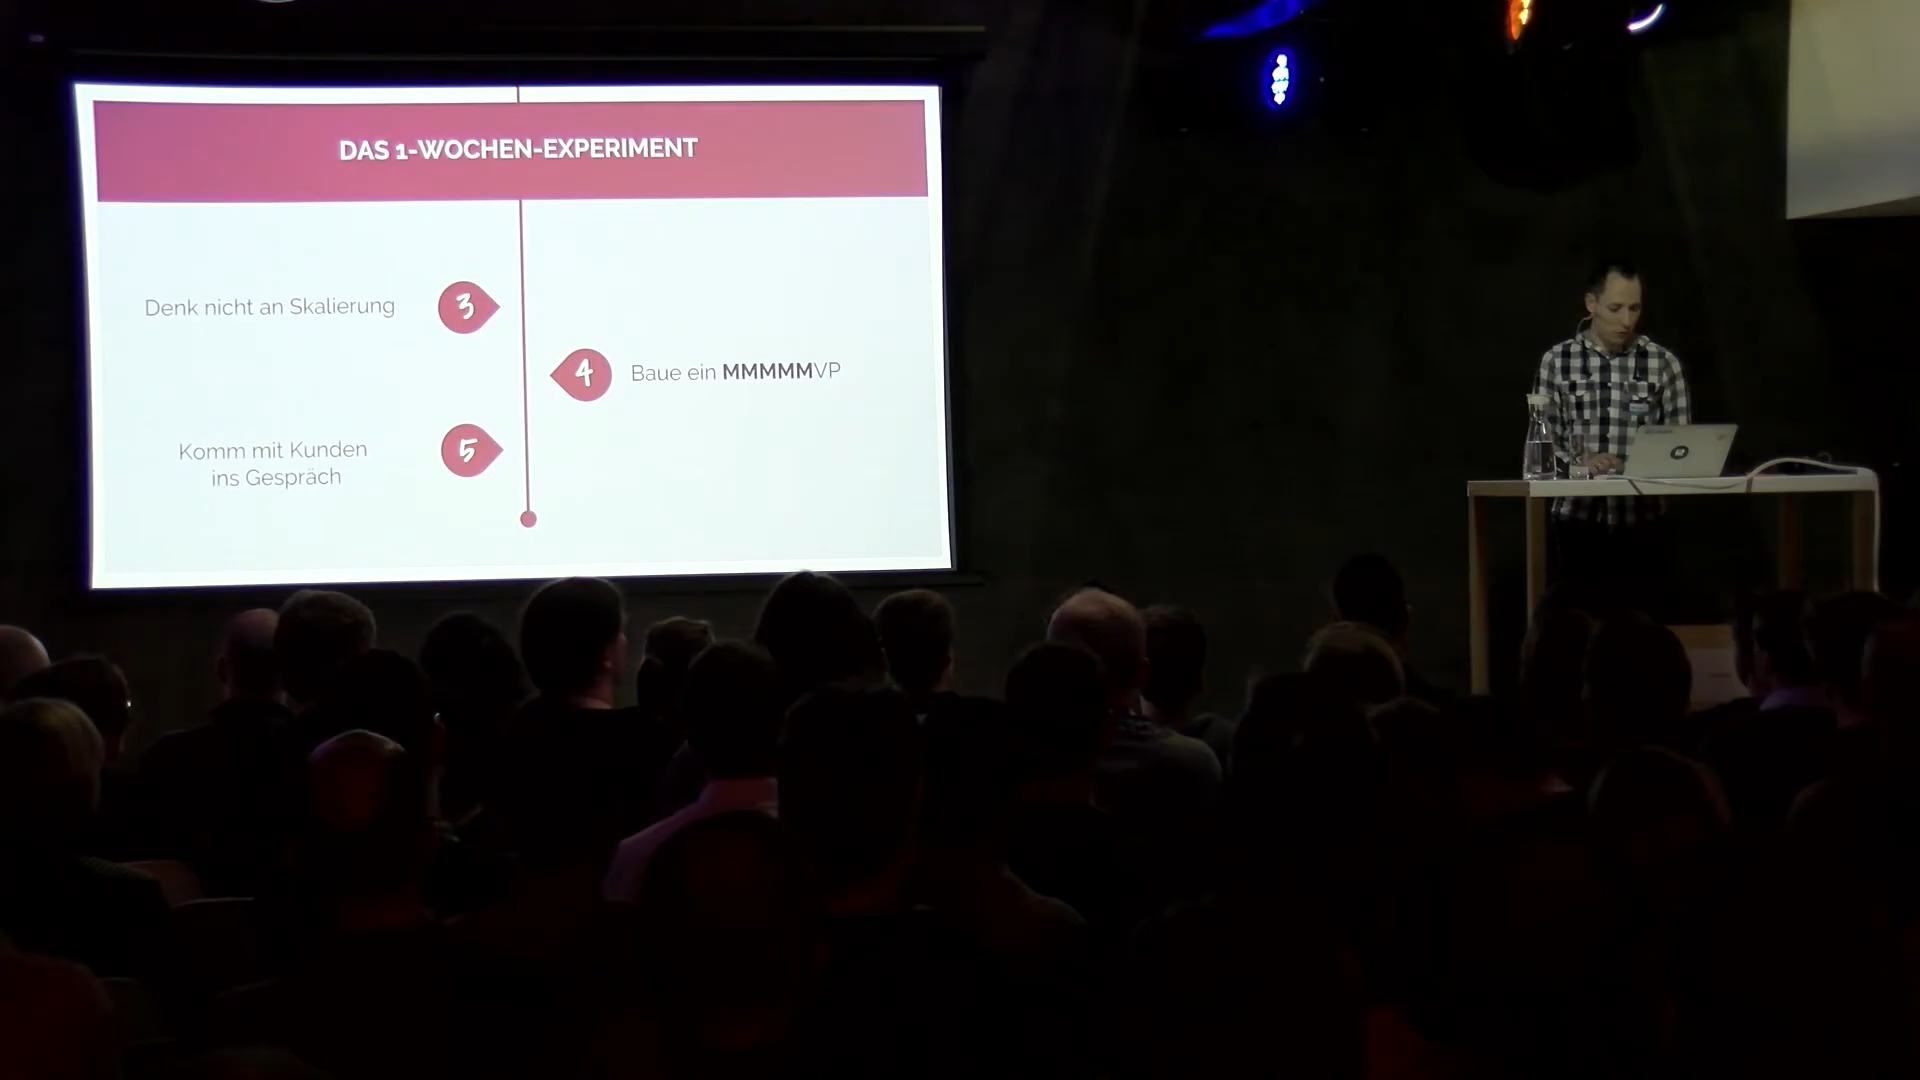 DAS 1-WOCHEN-EXPERIMENT
Denk nicht an Skalierung
3
4
Baue ein MMMMMVP
Komm mit Kunden
ins Gespräch
5